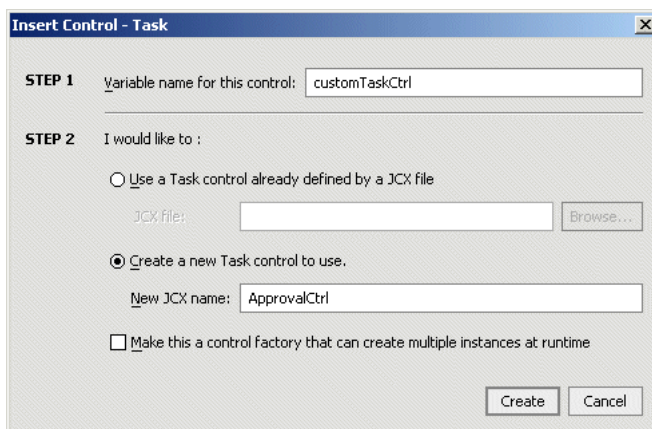 Insert Control - Task
STEP 1 Variable name for this control: customTaskCtrl
STEP 2 I would like to :
Use a Task control already defined by a JCX file
JCX file: Browse...
Create a new Task control to use.
New JCX name: ApprovalCtrl
Make this a control factory that can create multiple instances at runtime
Create Cancel